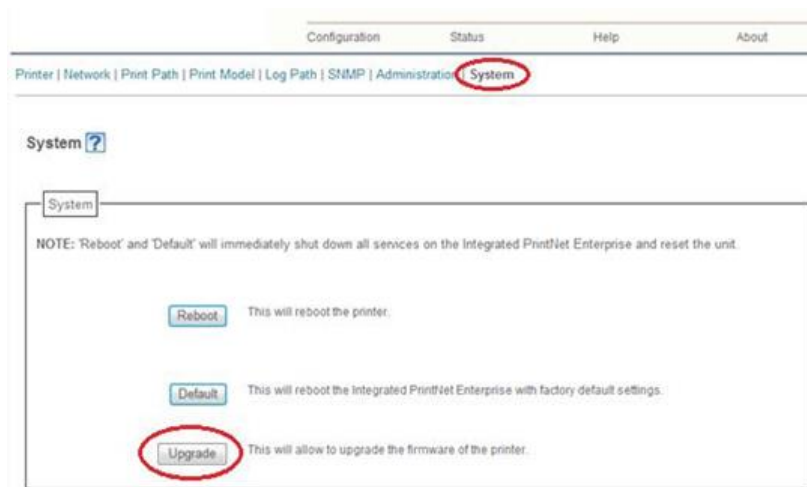 Configuration Status Help About
Printer | Network | Print Path | Print Model | Log Path | SNMP | Administration | System
System ?
System
NOTE: 'Reboot' and 'Default' will immediately shut down all services on the Integrated PrintNet Enterprise and reset the unit.
Reboot This will reboot the printer.
Default This will reboot the Integrated PrintNet Enterprise with factory default settings.
Upgrade This will allow to upgrade the firmware of the printer.